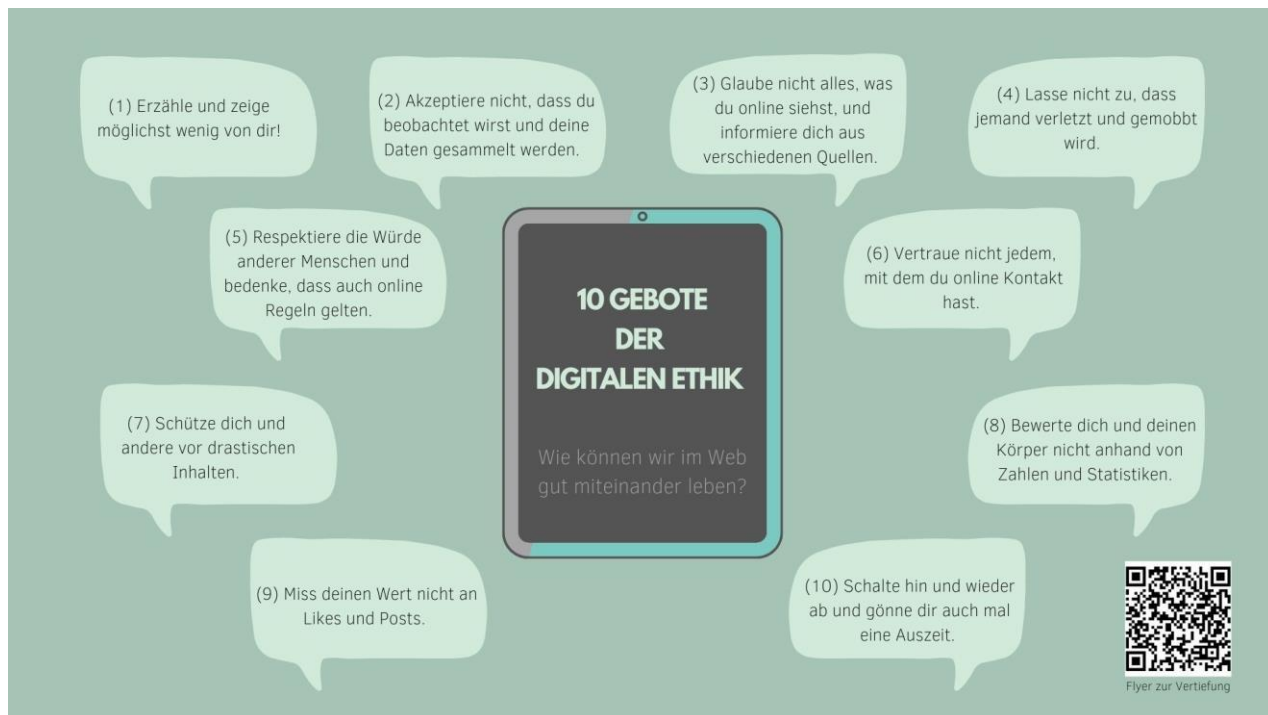 (1) Erzähle und zeige
möglichst wenig von dir!
(2) Akzeptiere nicht, dass du
beobachtet wirst und deine
Daten gesammelt werden.
(3) Glaube nicht alles, was
du online siehst, und
informiere dich aus
verschiedenen Quellen.
(4) Lasse nicht zu, dass
jemand verletzt und gemobbt
wird.
(5) Respektiere die Würde
anderer Menschen und
bedenke, dass auch online
Regeln gelten.
10 GEBOTE
DER
DIGITALEN ETHIK
Wie können wir im Web
gut miteinander leben?
(6) Vertraue nicht jedem,
mit dem du online Kontakt
hast.
(7) Schütze dich und
andere vor drastischen
Inhalten.
(8) Bewerte dich und deinen
Körper nicht anhand von
Zahlen und Statistiken.
(9) Miss deinen Wert nicht an
Likes und Posts.
(10) Schalte hin und wieder
ab und gönne dir auch mal
eine Auszeit.
Flyer zur Vertiefung